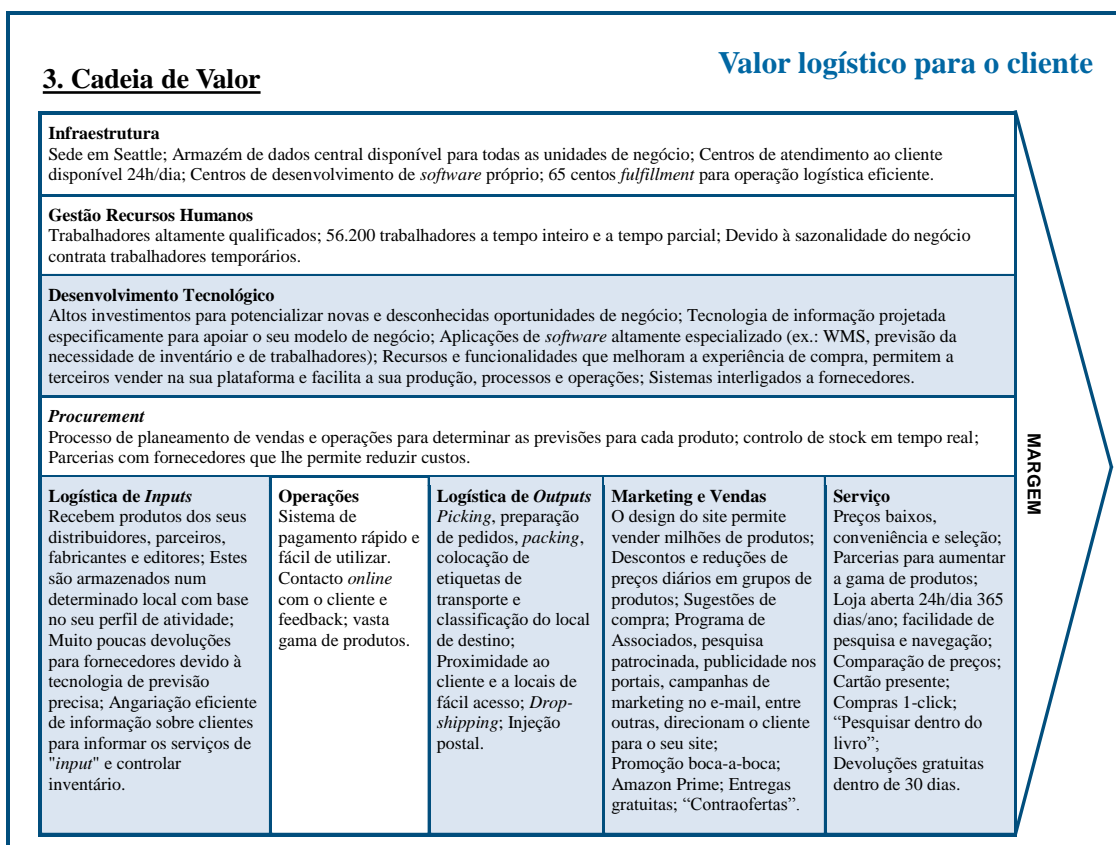 Valor logístico para o cliente
3. Cadeia de Valor
Infraestrutura
Sede em Seattle; Armazém de dados central disponível para todas as unidades de negócio; Centros de atendimento ao cliente
disponível 24h/dia; Centros de desenvolvimento de software próprio; 65 centos fulfillment para operação logística eficiente.
Gestão Recursos Humanos
Trabalhadores altamente qualificados; 56.200 trabalhadores a tempo inteiro e a tempo parcial; Devido à sazonalidade do negócio
contrata trabalhadores temporários.
Desenvolvimento Tecnológico
Altos investimentos para potencializar novas e desconhecidas oportunidades de negócio; Tecnologia de informação projetada
especificamente para apoiar o seu modelo de negócio; Aplicações de software altamente especializado (ex.: WMS, previsão da
necessidade de inventário e de trabalhadores); Recursos e funcionalidades que melhoram a experiência de compra, permitem a
terceiros vender na sua plataforma e facilita a sua produção, processos e operações; Sistemas interligados a fornecedores.
Procurement
Processo de planeamento de vendas e operações para determinar as previsões para cada produto; controlo de stock em tempo real;
Parcerias com fornecedores que lhe permite reduzir custos.
Logística de Inputs
Recebem produtos dos seus
distribuidores, parceiros,
fabricantes e editores; Estes
são armazenados num
determinado local com base
no seu perfil de atividade;
Muito poucas devoluções
para fornecedores devido à
tecnologia de previsão
precisa; Angariação eficiente
de informação sobre clientes
para informar os serviços de
"input" e controlar
inventário.
Operações
Sistema de
pagamento rápido e
fácil de utilizar.
Contacto online
com o cliente e
feedback; vasta
gama de produtos.
Logística de Outputs
Picking, preparação
de pedidos, packing,
colocação de
etiquetas de
transporte e
classificação do local
de destino;
Proximidade ao
cliente e a locais de
fácil acesso; Drop-
shipping; Injeção
postal.
Marketing e Vendas
O design do site permite
vender milhões de produtos;
Descontos e reduções de
preços diários em grupos de
produtos; Sugestões de
compra; Programa de
Associados, pesquisa
patrocinada, publicidade nos
portais, campanhas de
marketing no e-mail, entre
outras, direcionam o cliente
para o seu site;
Promoção boca-a-boca;
Amazon Prime; Entregas
gratuitas; “Contraofertas”.
Serviço
Preços baixos,
conveniência e seleção;
Parcerias para aumentar
a gama de produtos;
Loja aberta 24h/dia 365
dias/ano; facilidade de
pesquisa e navegação;
Comparação de preços;
Cartão presente;
Compras 1-click;
“Pesquisar dentro do
livro”;
Devoluções gratuitas
dentro de 30 dias.
MARGEM